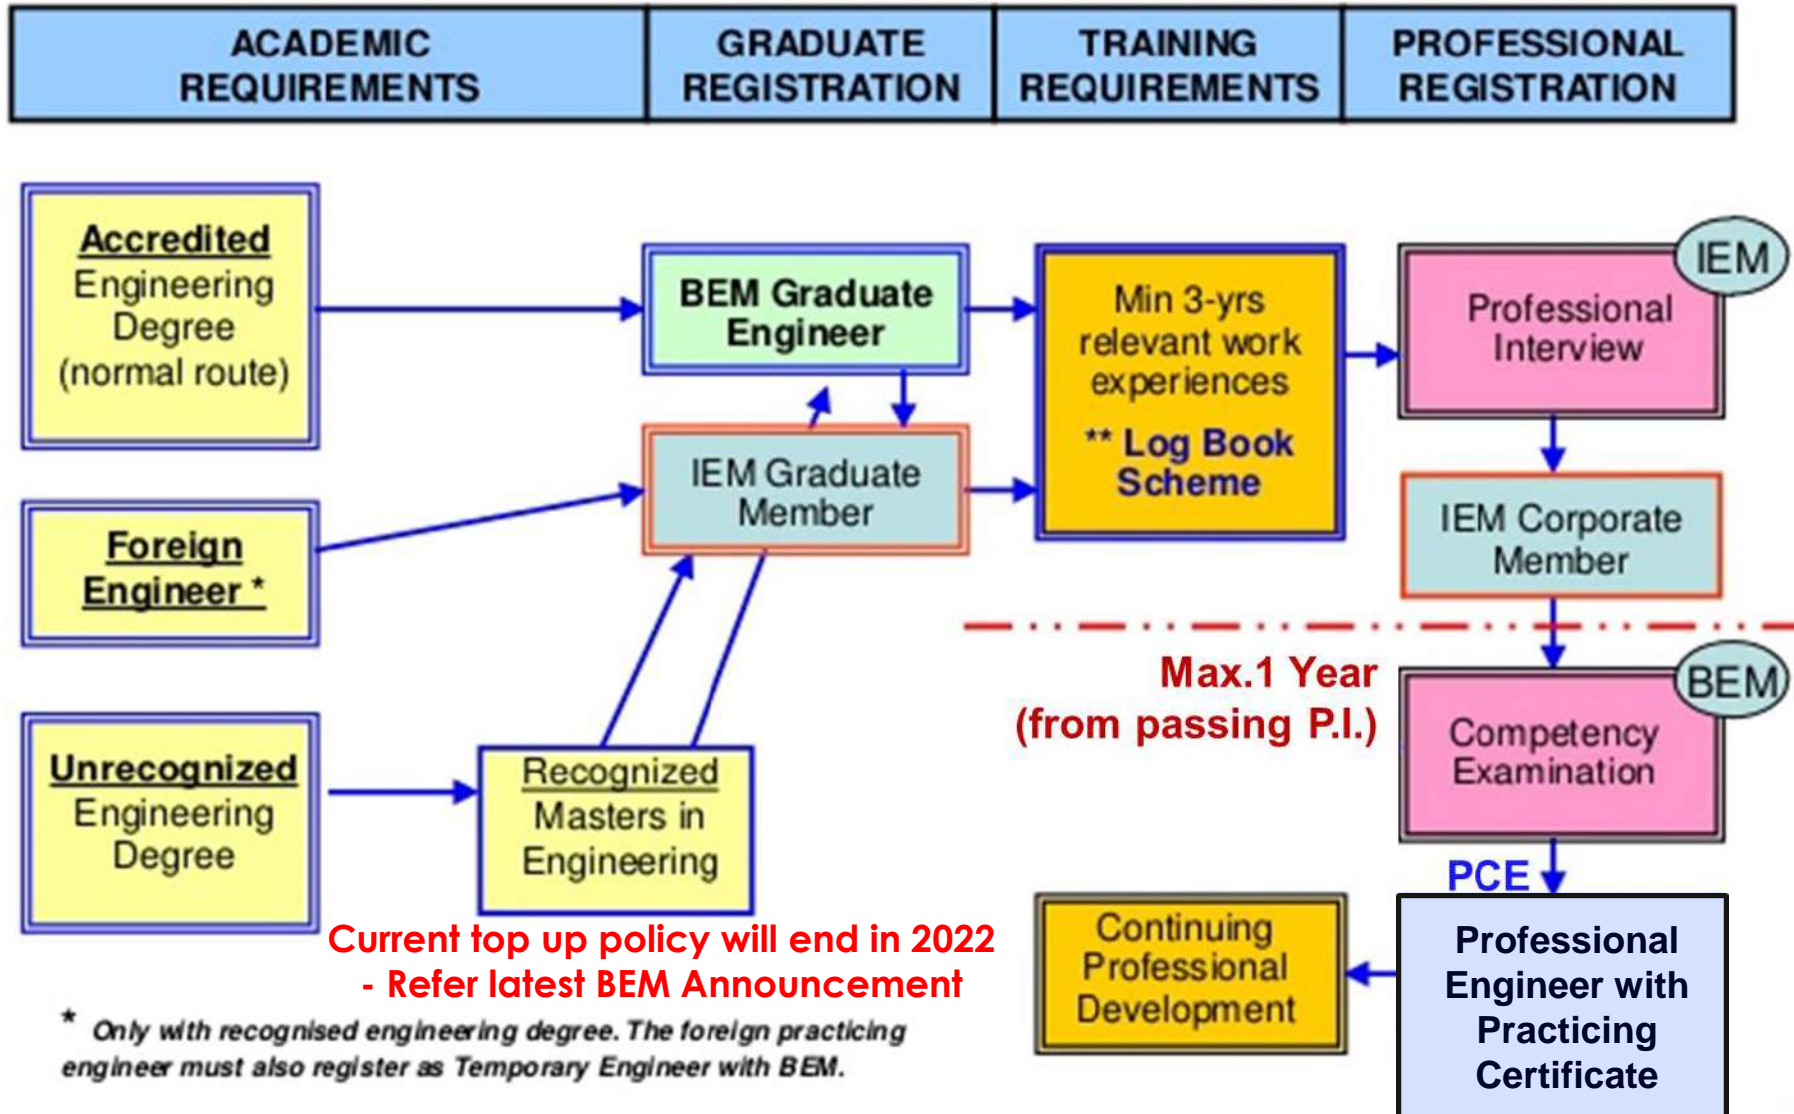 ACADEMIC
REQUIREMENTS
GRADUATE
REGISTRATION
TRAINING
REQUIREMENTS
PROFESSIONAL
REGISTRATION
Accredited
Engineering
Degree
(normal route)
BEM Graduate
Engineer
Min 3-yrs
relevant work
experiences
** Log Book
Scheme
IEM
Professional
Interview
Foreign
Engineer *
IEM Graduate
Member
IEM Corporate
Member
Max.1 Year
(from passing P.I.)
BEM
Competency
Examination
Unrecognized
Engineering
Degree
Recognized
Masters in
Engineering
PCE
Professional
Engineer with
Practicing
Certificate
Continuing
Professional
Development
Current top up policy will end in 2022
- Refer latest BEM Announcement
* Only with recognised engineering degree. The foreign practicing
engineer must also register as Temporary Engineer with BEM.